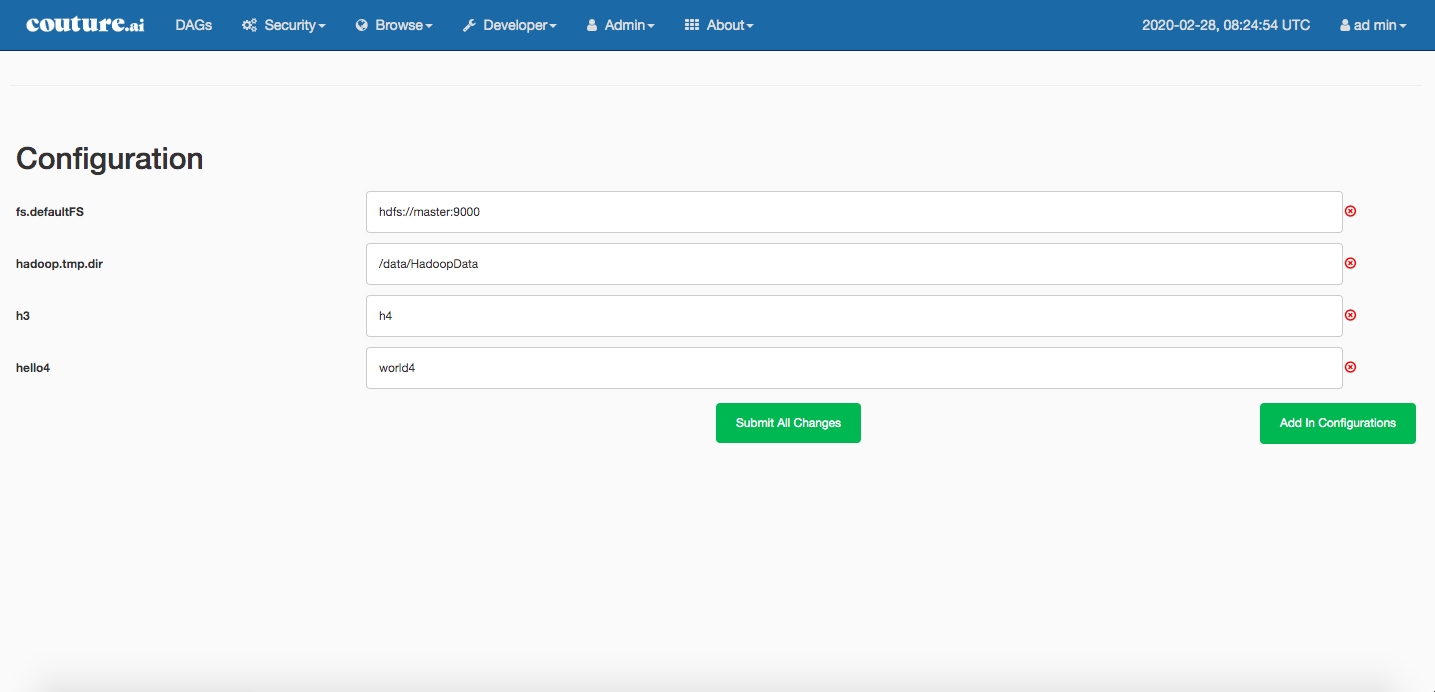 couture.ai DAGs Security Browse Developer Admin About 2020-02-28, 08:24:54 UTC ad min
Configuration
fs.defaultFS hdfs://master:9000
hadoop.tmp.dir /data/HadoopData
h3 h4
hello4 world4
Submit All Changes Add In Configurations